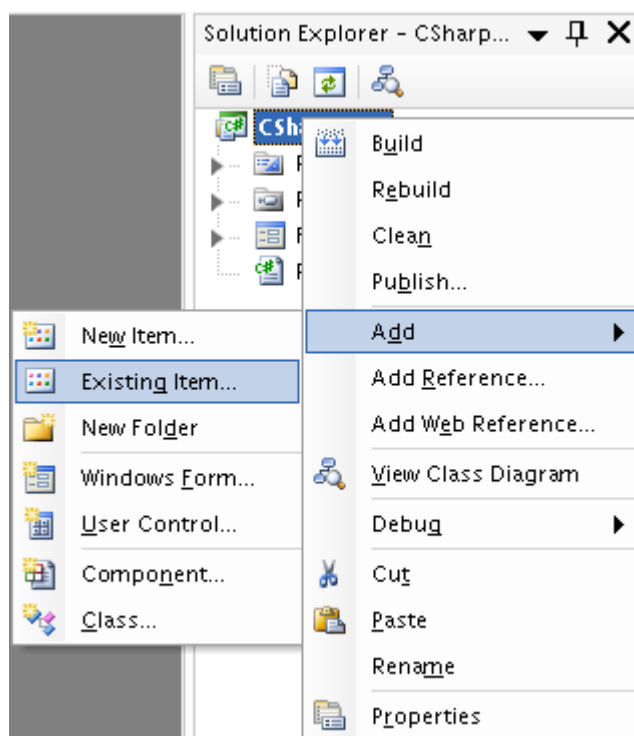 Solution Explorer - CSharp...
Build
Rebuild
Clean
Publish...
Add
Add Reference...
Add Web Reference...
View Class Diagram
Debug
Cut
Paste
Rename
Properties
New Item...
Existing Item...
New Folder
Windows Form...
User Control...
Component...
Class...